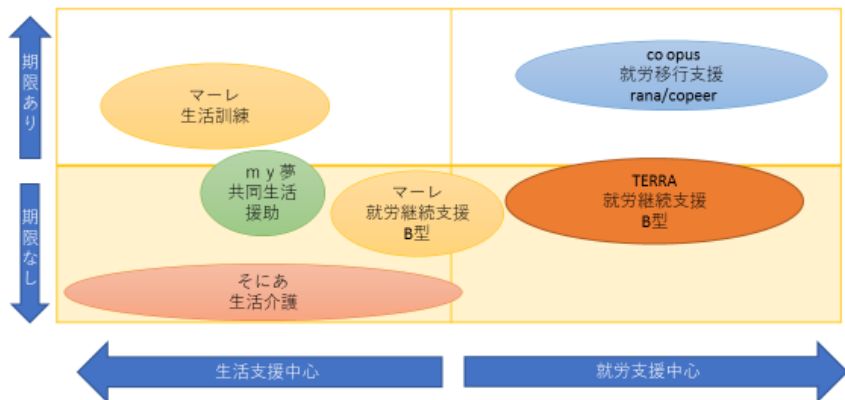 期限あり
期限なし
マーレ
生活訓練
co opus
就労移行支援
rana/copeer
ｍｙ夢
共同生活
援助
マーレ
就労継続支援
B型
TERRA
就労継続支援
B型
そにあ
生活介護
生活支援中心
就労支援中心